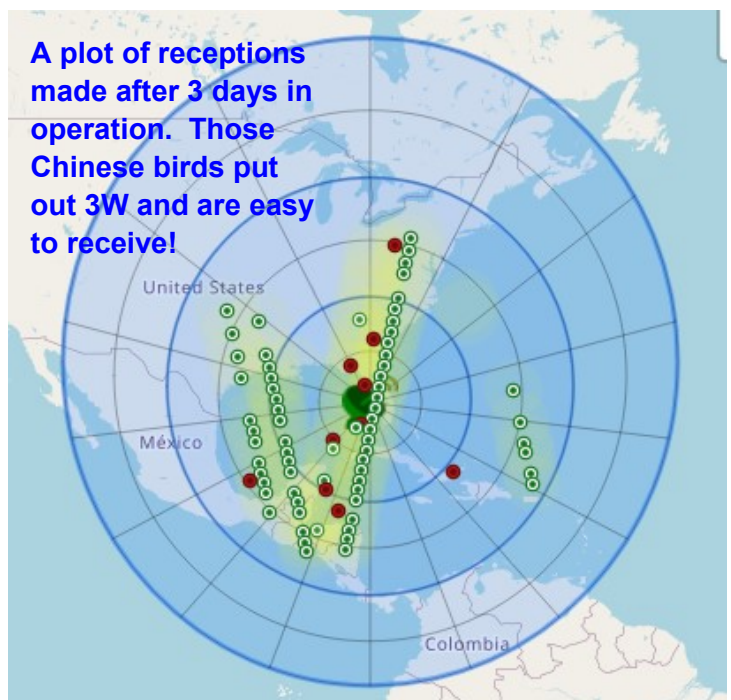 A plot of receptions
made after 3 days in
operation.  Those
Chinese birds put
out 3W and are easy
to receive!
United States
México
Colombia